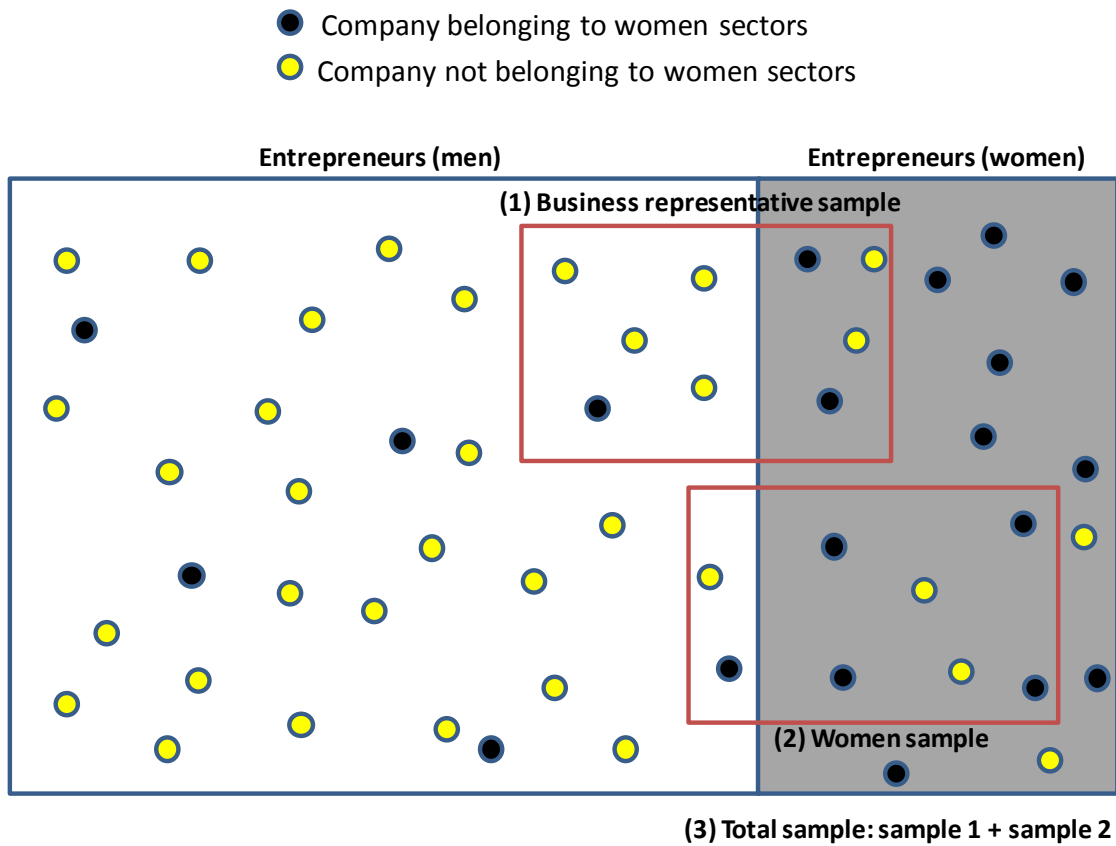 Company belonging to women sectors
Company not belonging to women sectors
Entrepreneurs (men)
Entrepreneurs (women)
(1) Business representative sample
(2) Women sample
(3) Total sample: sample 1 + sample 2